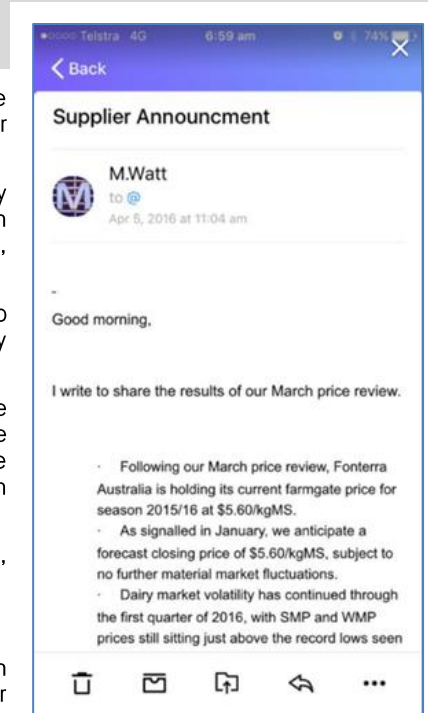 Telstra 4G 6:59 am 74%
Back
Supplier Announcment
M.Watt
to @
Apr 5, 2016 at 11:04 am
-
Good morning,
I write to share the results of our March price review.
· Following our March price review, Fonterra
Australia is holding its current farmgate price for
season 2015/16 at $5.60/kgMS.
· As signalled in January, we anticipate a
forecast closing price of $5.60/kgMS, subject to
no further material market fluctuations.
· Dairy market volatility has continued through
the first quarter of 2016, with SMP and WMP
prices still sitting just above the record lows seen